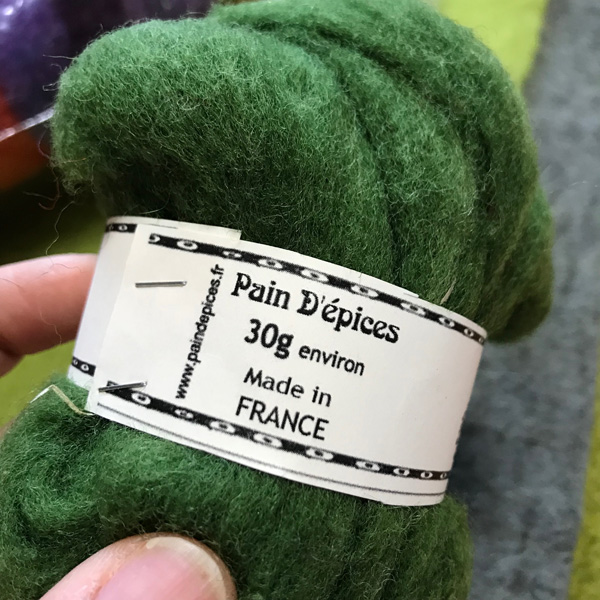 www.paindepices.fr
Pain D'épices
30g environ
Made in
FRANCE